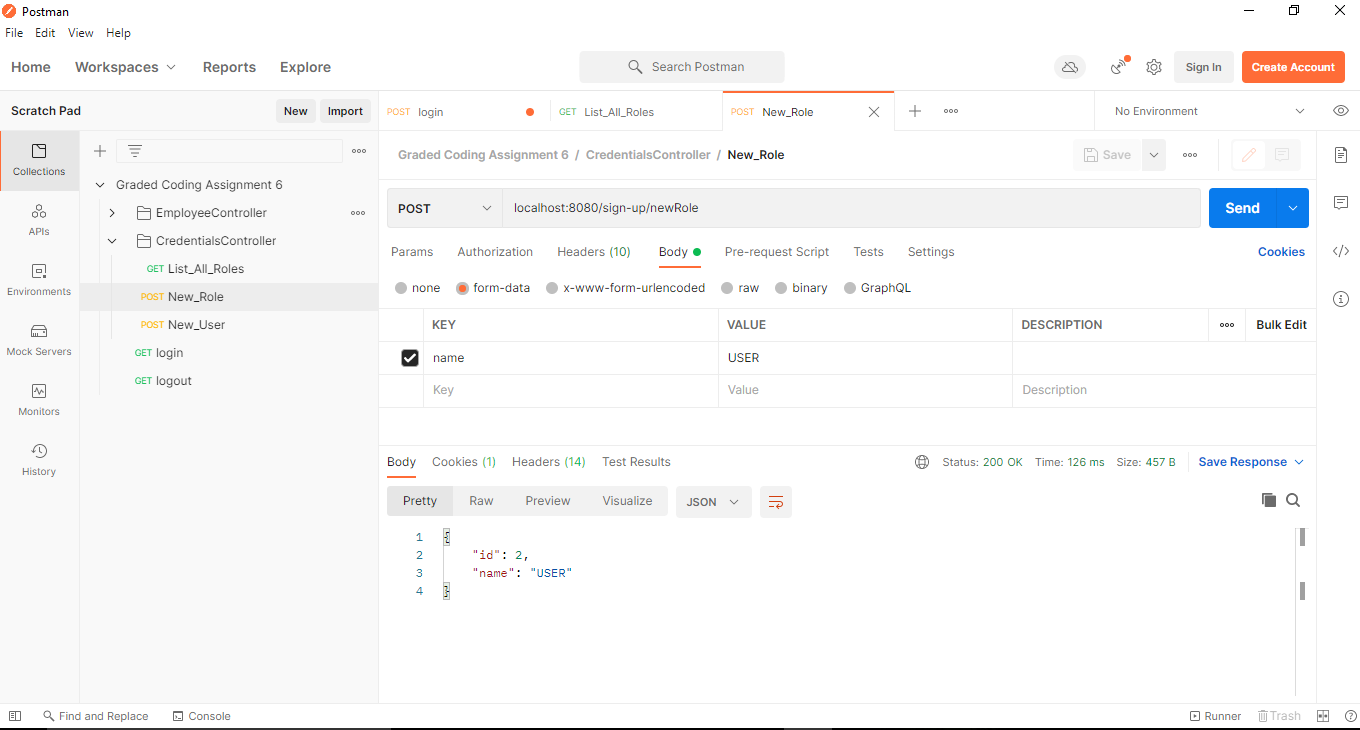 Postman
File Edit View Help
Home Workspaces Reports Explore Search Postman Sign In Create Account
Scratch Pad New Import
POST login GET List_All_Roles POST New_Role No Environment
Collections
APIs
Environments
Mock Servers
Monitors
History
Graded Coding Assignment 6
EmployeeController
CredentialsController
GET List_All_Roles
POST New_Role
POST New_User
GET login
GET logout
Graded Coding Assignment 6 / CredentialsController / New_Role Save
POST localhost:8080/sign-up/newRole Send
Params Authorization Headers (10) Body Pre-request Script Tests Settings Cookies
none form-data x-www-form-urlencoded raw binary GraphQL
KEY VALUE DESCRIPTION Bulk Edit
name USER
Key Value Description
Body Cookies (1) Headers (14) Test Results Status: 200 OK Time: 126 ms Size: 457 B Save Response
Pretty Raw Preview Visualize JSON
1 {
2 "id": 2,
3 "name": "USER"
4 }
Find and Replace Console Runner Trash